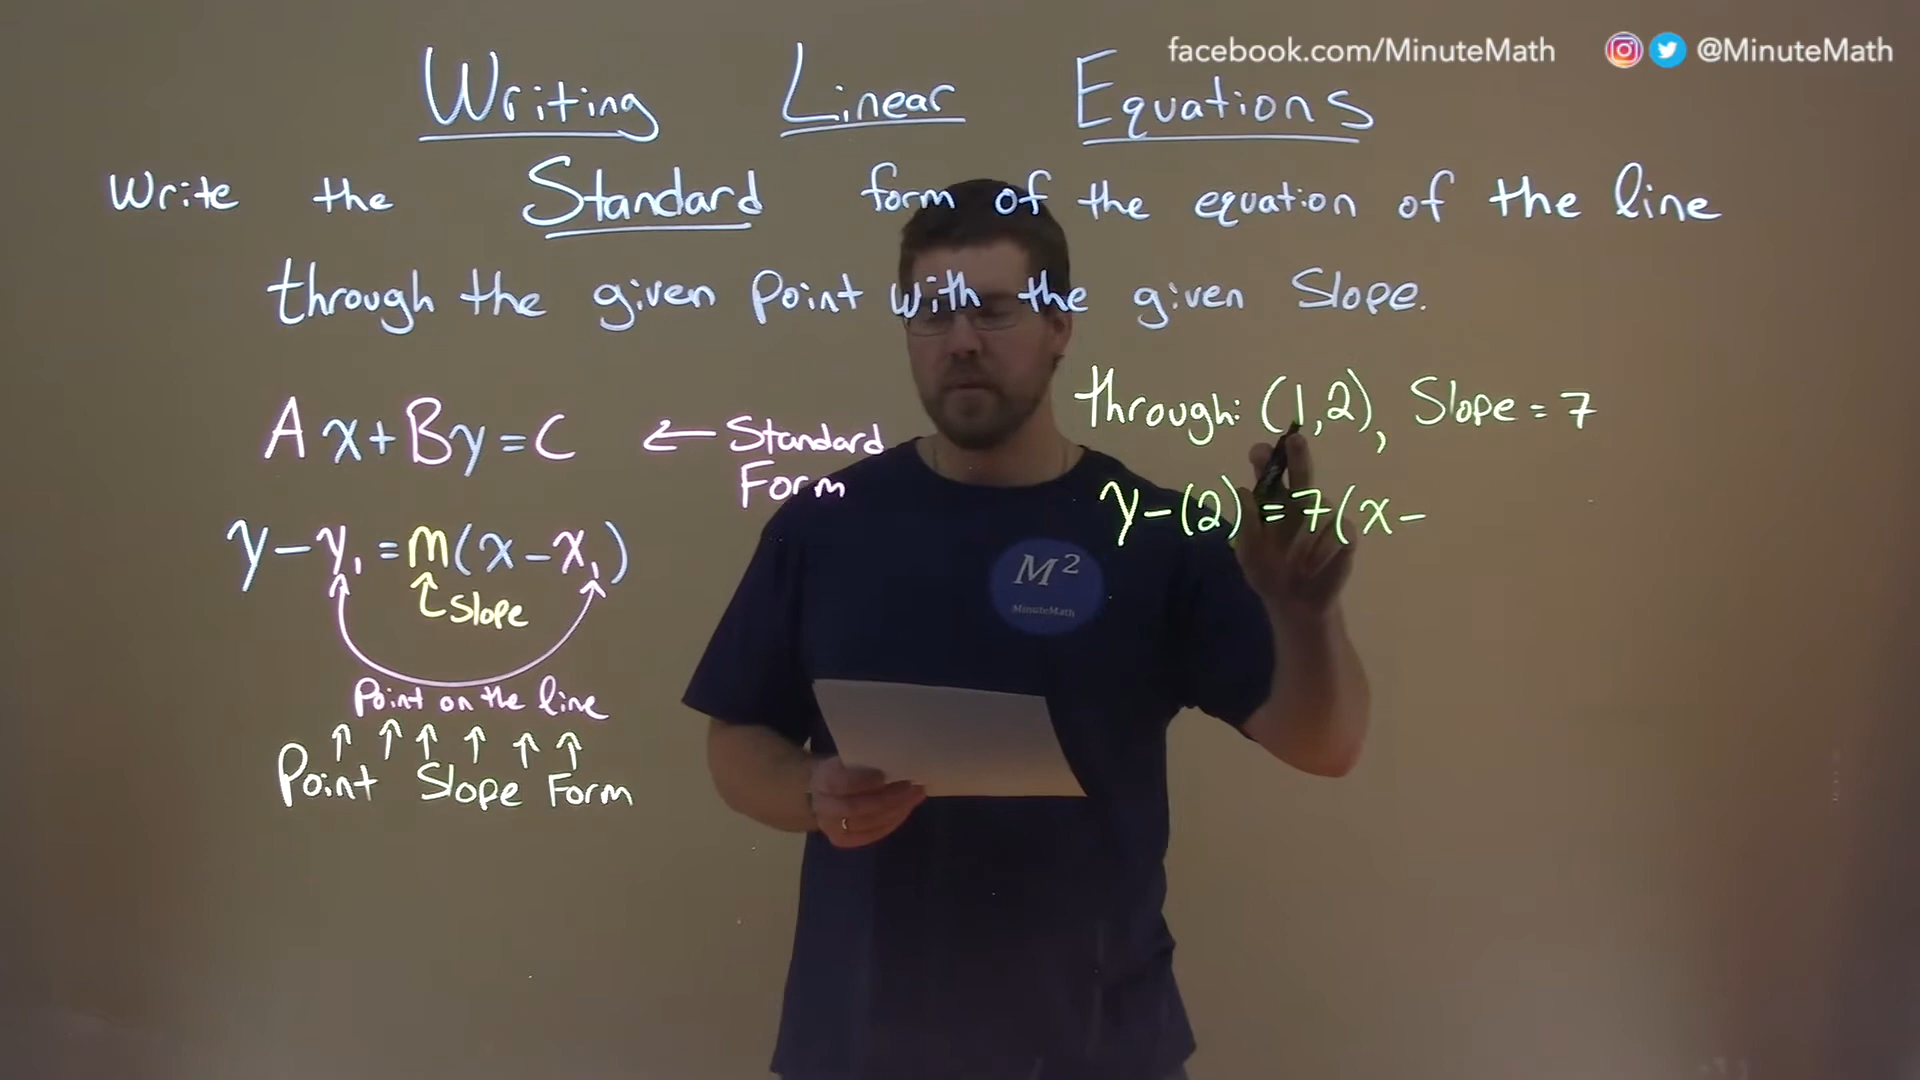 facebook.com/MinuteMath @MinuteMath
Writing Linear Equations
Write the Standard form of the equation of the line
through the given point with the given slope.
Ax+By=C ← Standard Form
y-y₁=m(x-x₁)
Slope
Point on the line
↑ ↑ ↑ ↑ ↑ ↑
Point Slope Form
through: (1,2), Slope = 7
y-(2)=7(x-
M²
MinuteMath